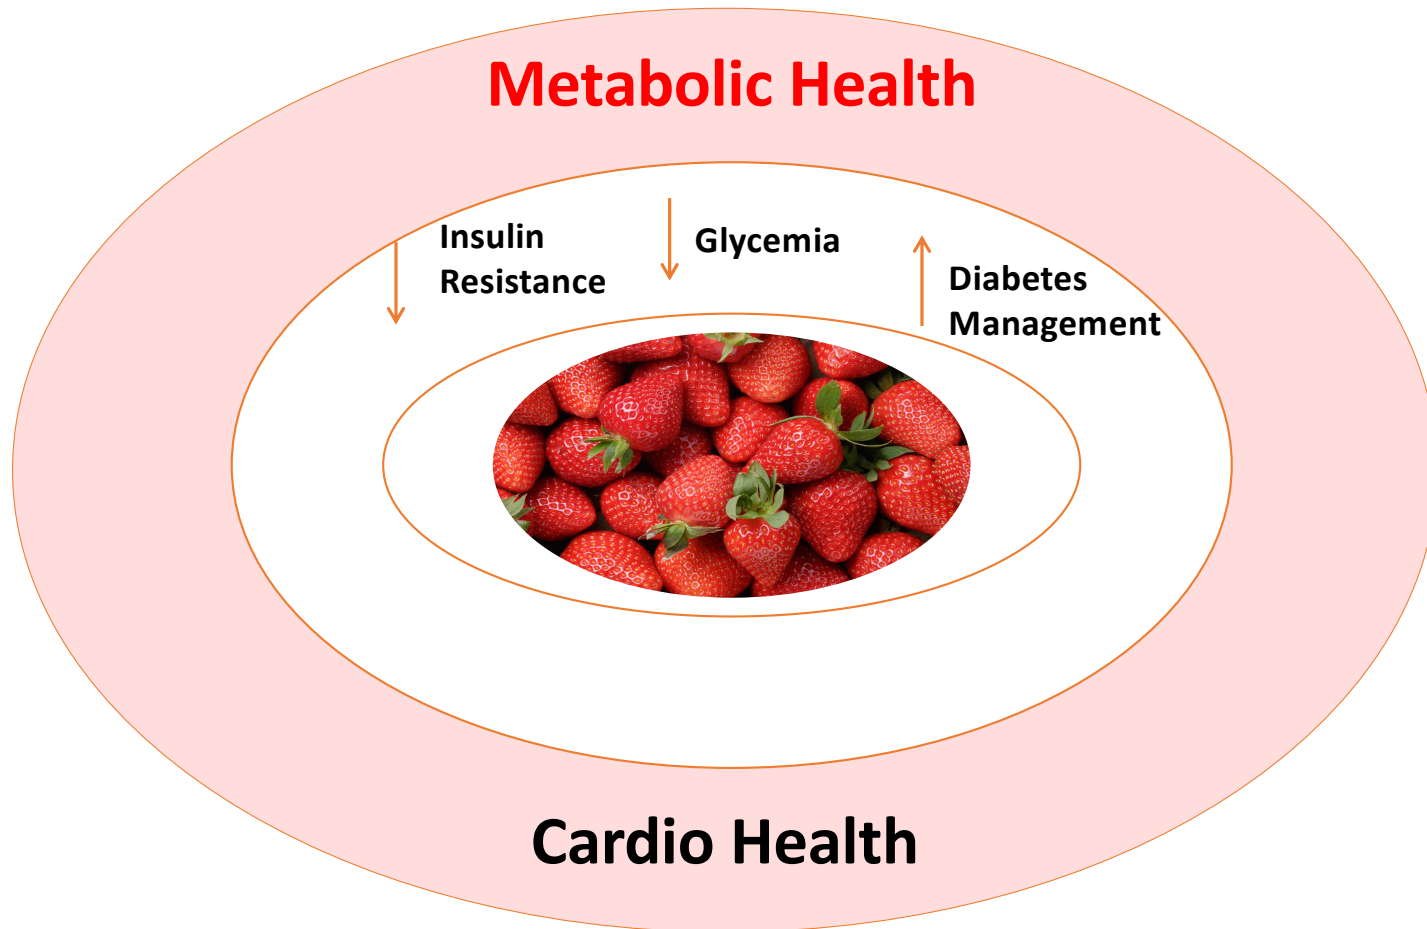 Metabolic Health
Insulin
Resistance
Glycemia
Diabetes
Management
Cardio Health